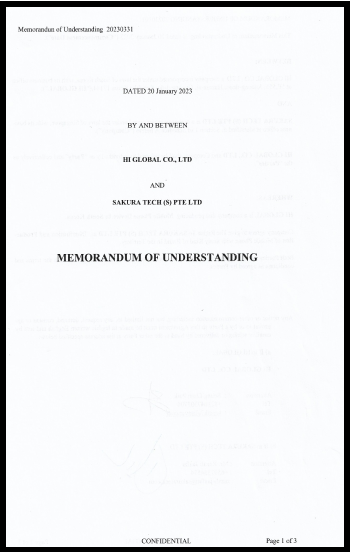 Memorandun of Understanding 20230331
DATED 20 January 2023
BY AND BETWEEN
HI GLOBAL CO., LTD
AND
SAKURA TECH (S) PTE LTD
MEMORANDUM OF UNDERSTANDING
CONFIDENTIAL
Page 1 of 3